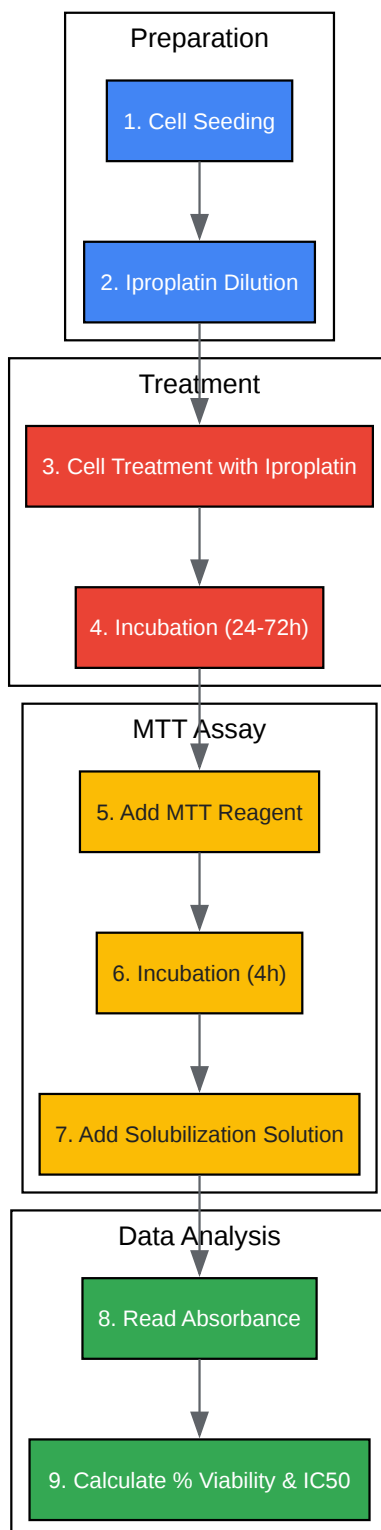 Preparation
1. Cell Seeding
2. Iproplatin Dilution
Treatment
3. Cell Treatment with Iproplatin
4. Incubation (24-72h)
MTT Assay
5. Add MTT Reagent
6. Incubation (4h)
7. Add Solubilization Solution
Data Analysis
8. Read Absorbance
9. Calculate % Viability & IC50